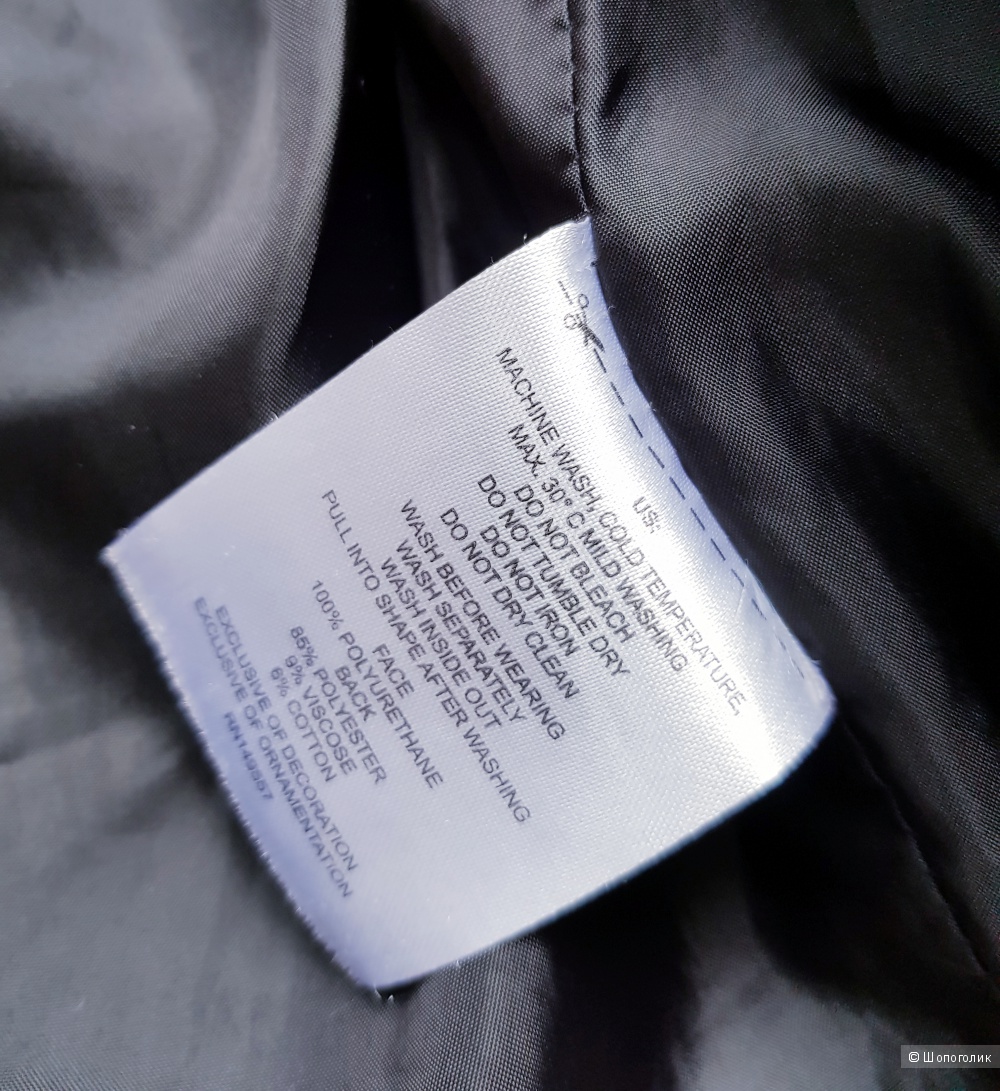 US:
MACHINE WASH, COLD TEMPERATURE,
MAX. 30° C MILD WASHING
DO NOT BLEACH
DO NOT TUMBLE DRY
DO NOT IRON
DO NOT DRY CLEAN
WASH BEFORE WEARING
WASH SEPARATELY
WASH INSIDE OUT
PULL INTO SHAPE AFTER WASHING
FACE
100% POLYURETHANE
BACK
85% POLYESTER
9% VISCOSE
6% COTTON
EXCLUSIVE OF DECORATION
EXCLUSIVE OF ORNAMENTATION
RN149557
© Шопоголик